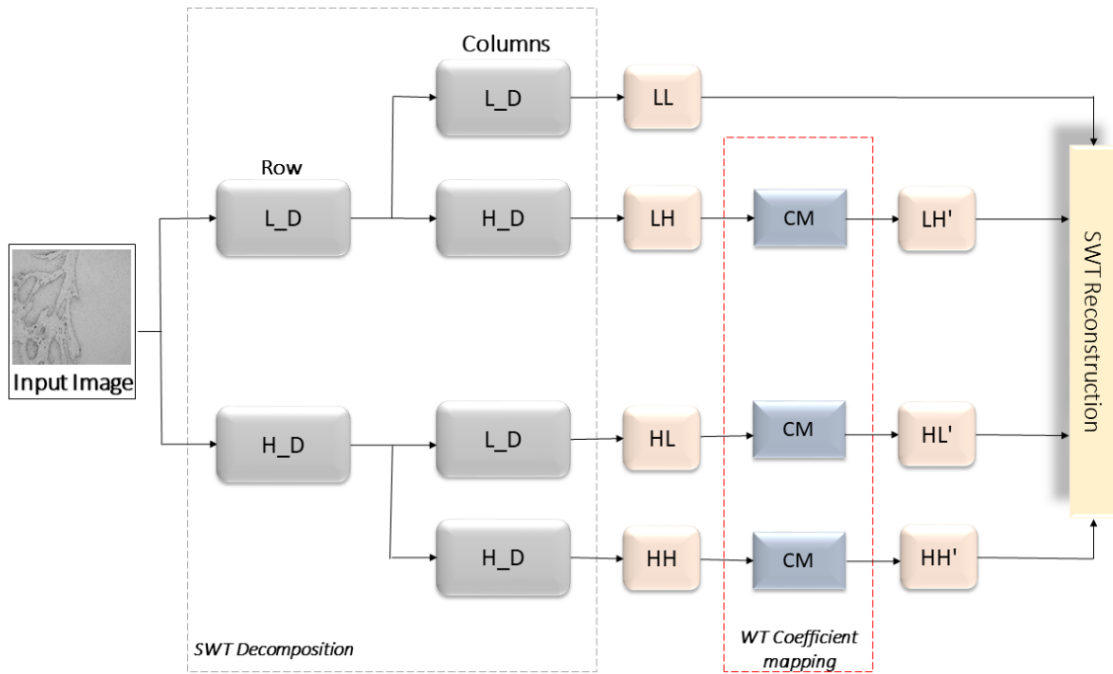 Columns
L_D
LL
Row
L_D
H_D
LH
CM
LH'
SWT Reconstruction
Input Image
H_D
L_D
HL
CM
HL'
H_D
HH
CM
HH'
SWT Decomposition
WT Coefficient
mapping